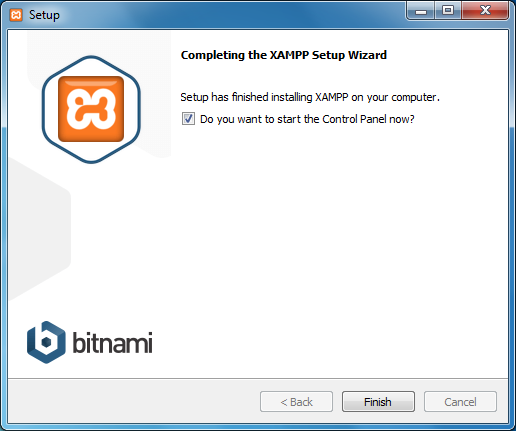 Setup
Completing the XAMPP Setup Wizard
Setup has finished installing XAMPP on your computer.
Do you want to start the Control Panel now?
bitnami
< Back
Finish
Cancel